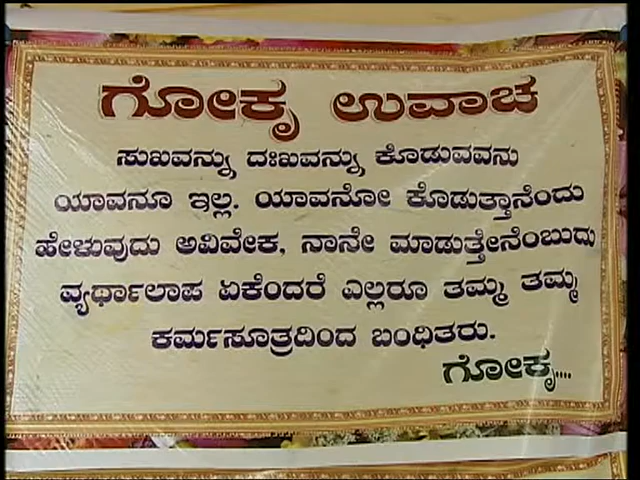 ಗೋಕೃ ಉವಾಚ
ಸುಖವನ್ನು ದಃಖವನ್ನು ಕೊಡುವವನು
ಯಾವನೂ ಇಲ್ಲ. ಯಾವನೋ ಕೊಡುತ್ತಾನೆಂದು
ಹೇಳುವುದು ಅವಿವೇಕ, ನಾನೇ ಮಾಡುತ್ತೇನೆಂಬುದು
ವ್ಯರ್ಥಾಲಾಪ ಏಕೆಂದರೆ ಎಲ್ಲರೂ ತಮ್ಮ ತಮ್ಮ
ಕರ್ಮಸೂತ್ರದಿಂದ ಬಂಧಿತರು.
ಗೋಕೃ....